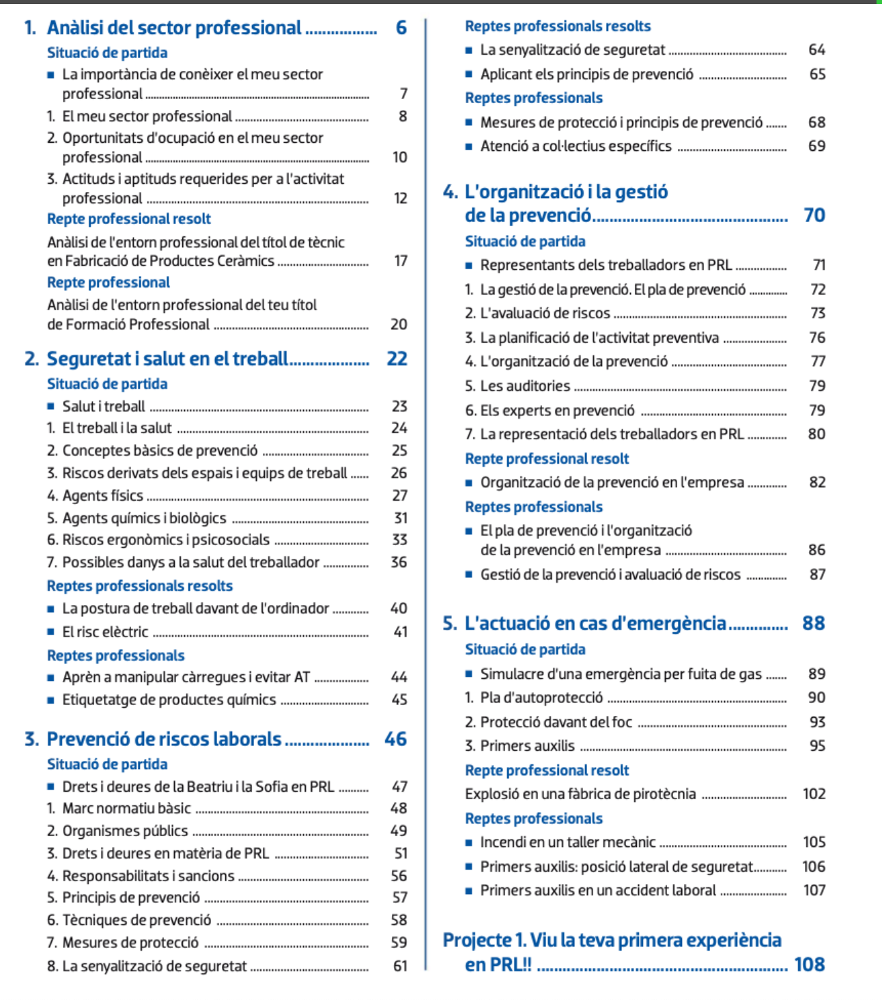 1. Anàlisi del sector professional ................. 6
Situació de partida
■ La importància de conèixer el meu sector
professional ................. 7
1. El meu sector professional ................. 8
2. Oportunitats d'ocupació en el meu sector
professional ................. 10
3. Actituds i aptituds requerides per a l'activitat
professional ................. 12
Repte professional resolt
Anàlisi de l'entorn professional del títol de tècnic
en Fabricació de Productes Ceràmics ................. 17
Repte professional
Anàlisi de l'entorn professional del teu títol
de Formació Professional ................. 20
2. Seguretat i salut en el treball ................. 22
Situació de partida
■ Salut i treball ................. 23
1. El treball i la salut ................. 24
2. Conceptes bàsics de prevenció ................. 25
3. Riscos derivats dels espais i equips de treball ...... 26
4. Agents físics ................. 27
5. Agents químics i biològics ................. 31
6. Riscos ergonòmics i psicosocials ................. 33
7. Possibles danys a la salut del treballador ............... 36
Reptes professionals resolts
■ La postura de treball davant de l'ordinador ............ 40
■ El risc elèctric ................. 41
Reptes professionals
■ Aprèn a manipular càrregues i evitar AT ................. 44
■ Etiquetatge de productes químics ................. 45
3. Prevenció de riscos laborals ................. 46
Situació de partida
■ Drets i deures de la Beatriu i la Sofia en PRL .......... 47
1. Marc normatiu bàsic ................. 48
2. Organismes públics ................. 49
3. Drets i deures en matèria de PRL ................. 51
4. Responsabilitats i sancions ................. 56
5. Principis de prevenció ................. 57
6. Tècniques de prevenció ................. 58
7. Mesures de protecció ................. 59
8. La senyalització de seguretat ................. 61
Reptes professionals resolts
■ La senyalització de seguretat ................. 64
■ Aplicant els principis de prevenció ................. 65
Reptes professionals
■ Mesures de protecció i principis de prevenció ....... 68
■ Atenció a col·lectius específics ................. 69
4. L'organització i la gestió
de la prevenció ................. 70
Situació de partida
■ Representants dels treballadors en PRL ................. 71
1. La gestió de la prevenció. El pla de prevenció ............. 72
2. L'avaluació de riscos ................. 73
3. La planificació de l'activitat preventiva ................. 76
4. L'organització de la prevenció ................. 77
5. Les auditories ................. 79
6. Els experts en prevenció ................. 79
7. La representació dels treballadors en PRL ............. 80
Repte professional resolt
■ Organització de la prevenció en l'empresa ............. 82
Reptes professionals
■ El pla de prevenció i l'organització
de la prevenció en l'empresa ................. 86
■ Gestió de la prevenció i avaluació de riscos .............. 87
5. L'actuació en cas d'emergència .............. 88
Situació de partida
■ Simulacre d'una emergència per fuita de gas ....... 89
1. Pla d'autoprotecció ................. 90
2. Protecció davant del foc ................. 93
3. Primers auxilis ................. 95
Repte professional resolt
Explosió en una fàbrica de pirotècnia ................. 102
Reptes professionals
■ Incendi en un taller mecànic ................. 105
■ Primers auxilis: posició lateral de seguretat ........... 106
■ Primers auxilis en un accident laboral ................. 107
Projecte 1. Viu la teva primera experiència
en PRL!! ................. 108